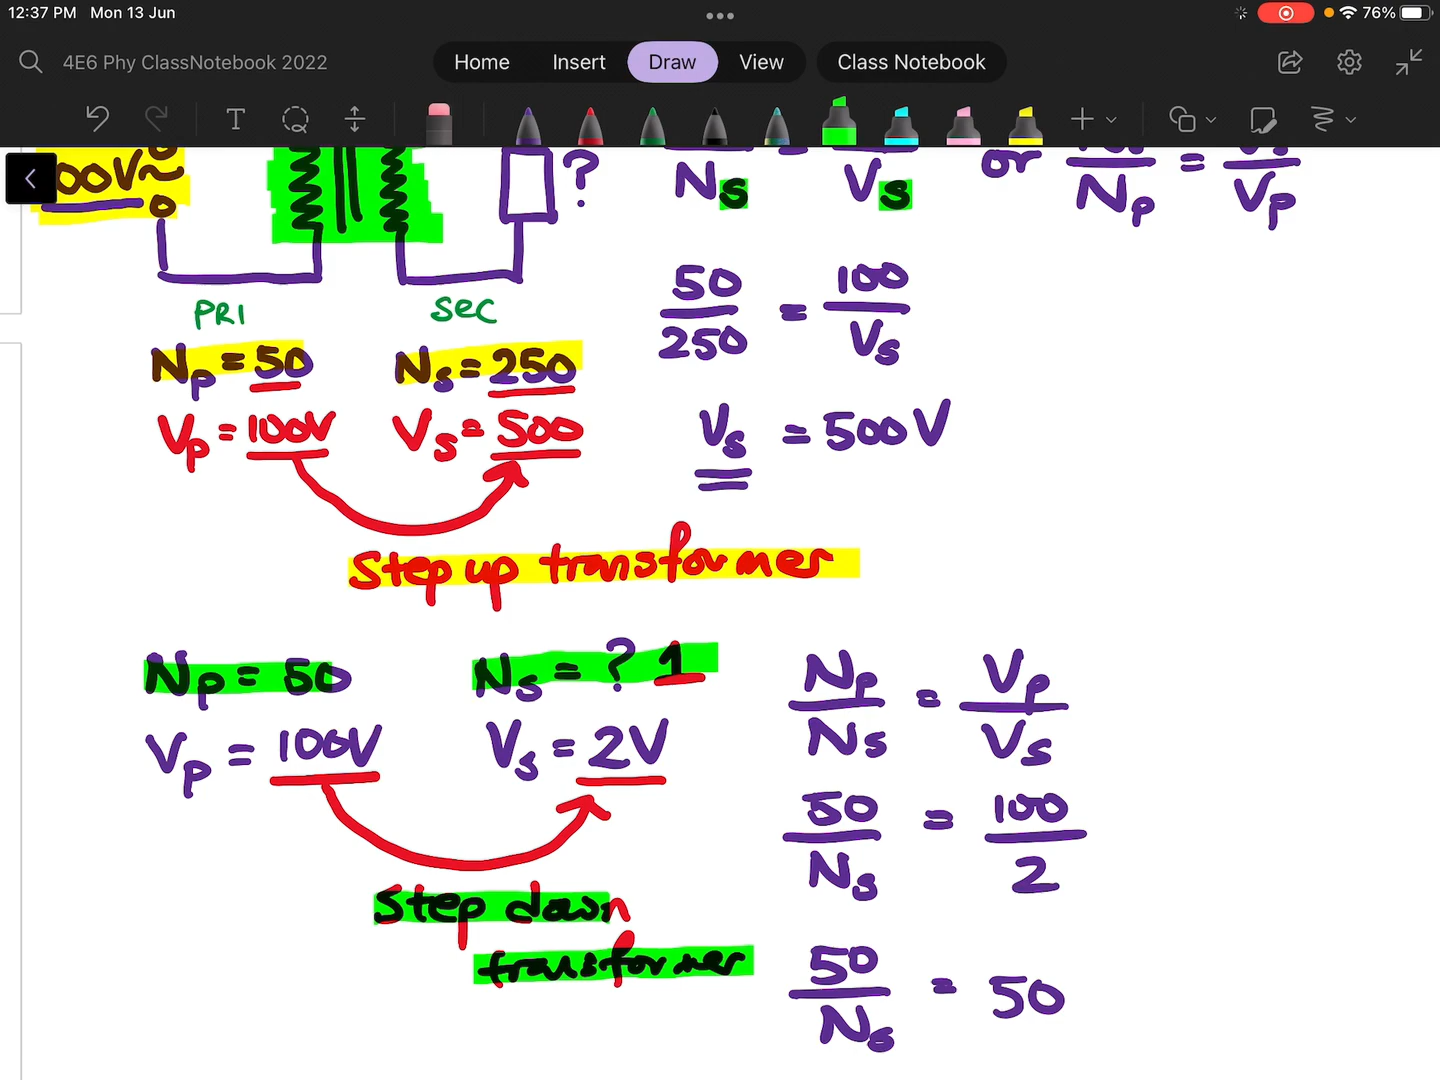 12:37 PM Mon 13 Jun
76%
4E6 Phy ClassNotebook 2022
Home Insert Draw View Class Notebook
T
00V ~
?
Ns = Vs or Np = Vp
PRI SEC
50/250 = 100/Vs
Np = 50 Ns = 250
Vp = 100V Vs = 500
Vs = 500V
Step up transformer
Np = 50 Ns = ? 1
Vp = 100V Vs = 2V
Np/Ns = Vp/Vs
50/Ns = 100/2
Step down
transformer
50/Ns = 50